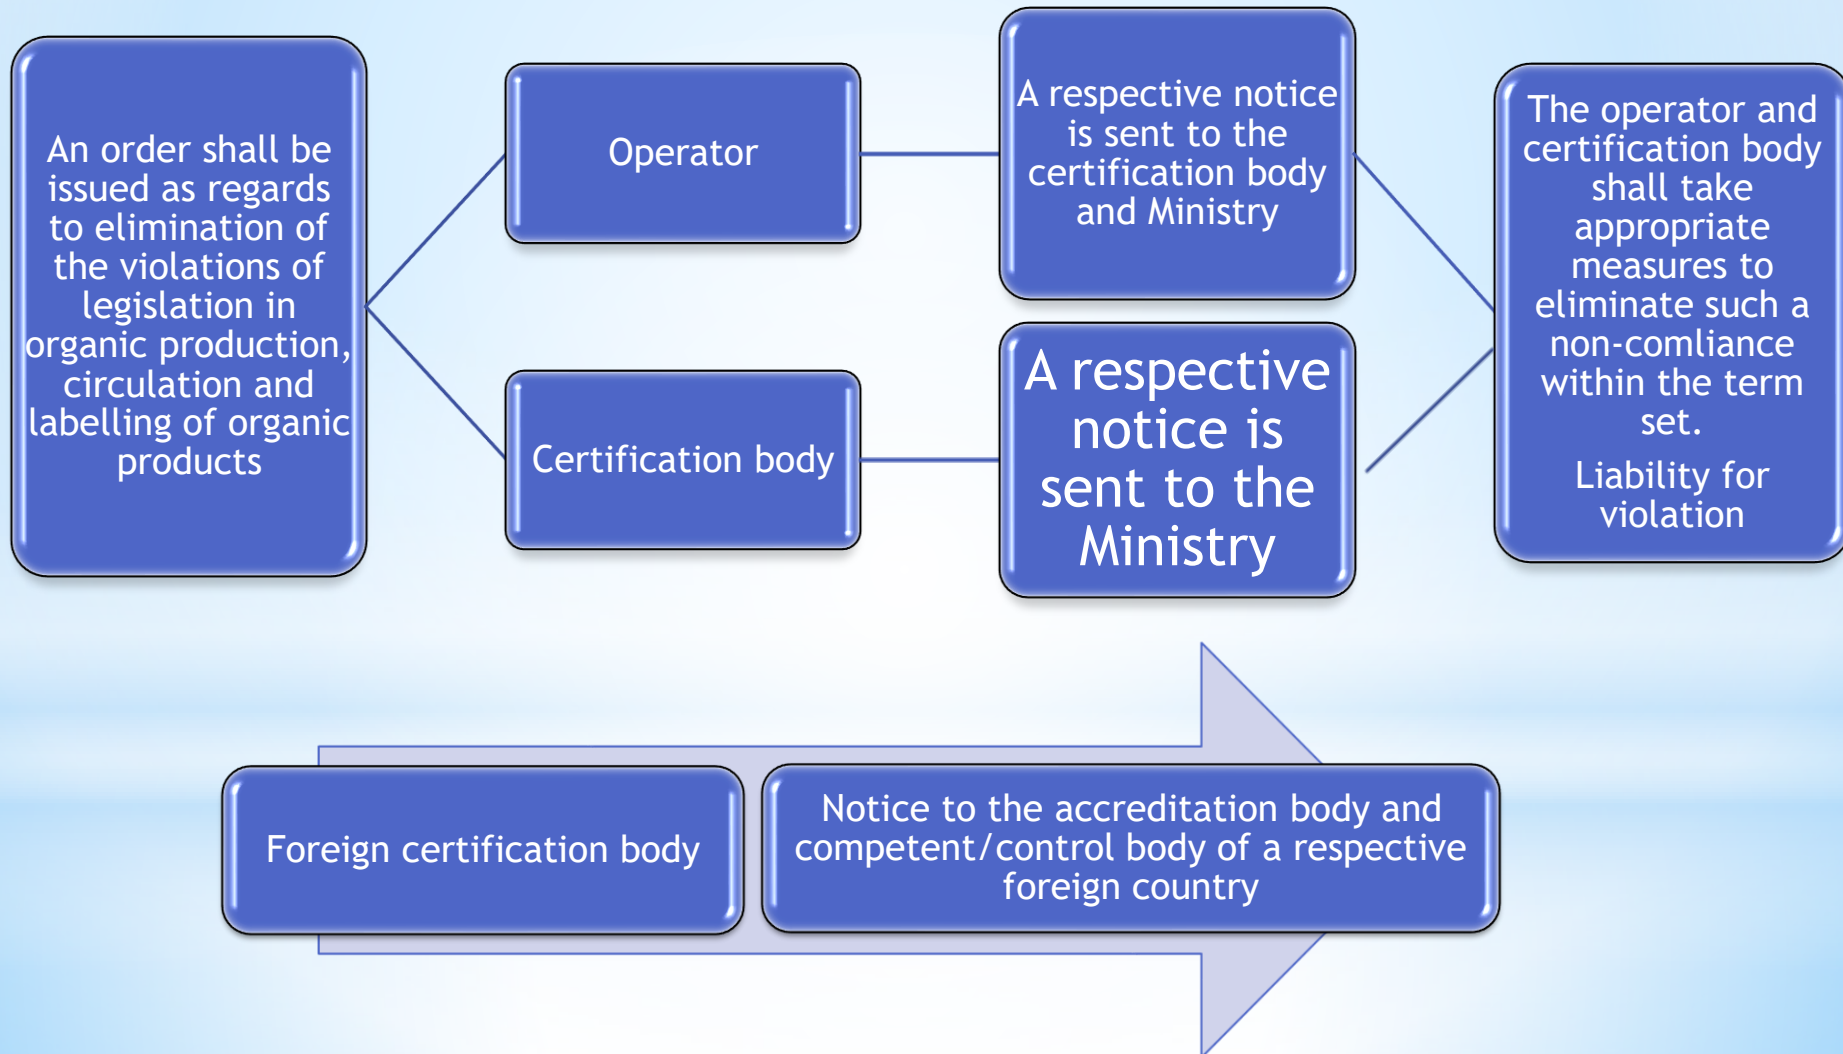 An order shall be
issued as regards
to elimination of
the violations of
legislation in
organic production,
circulation and
labelling of organic
products
Operator
Certification body
A respective notice
is sent to the
certification body
and Ministry
A respective
notice is
sent to the
Ministry
The operator and
certification body
shall take
appropriate
measures to
eliminate such a
non-comliance
within the term
set.
Liability for
violation
Foreign certification body
Notice to the accreditation body and
competent/control body of a respective
foreign country